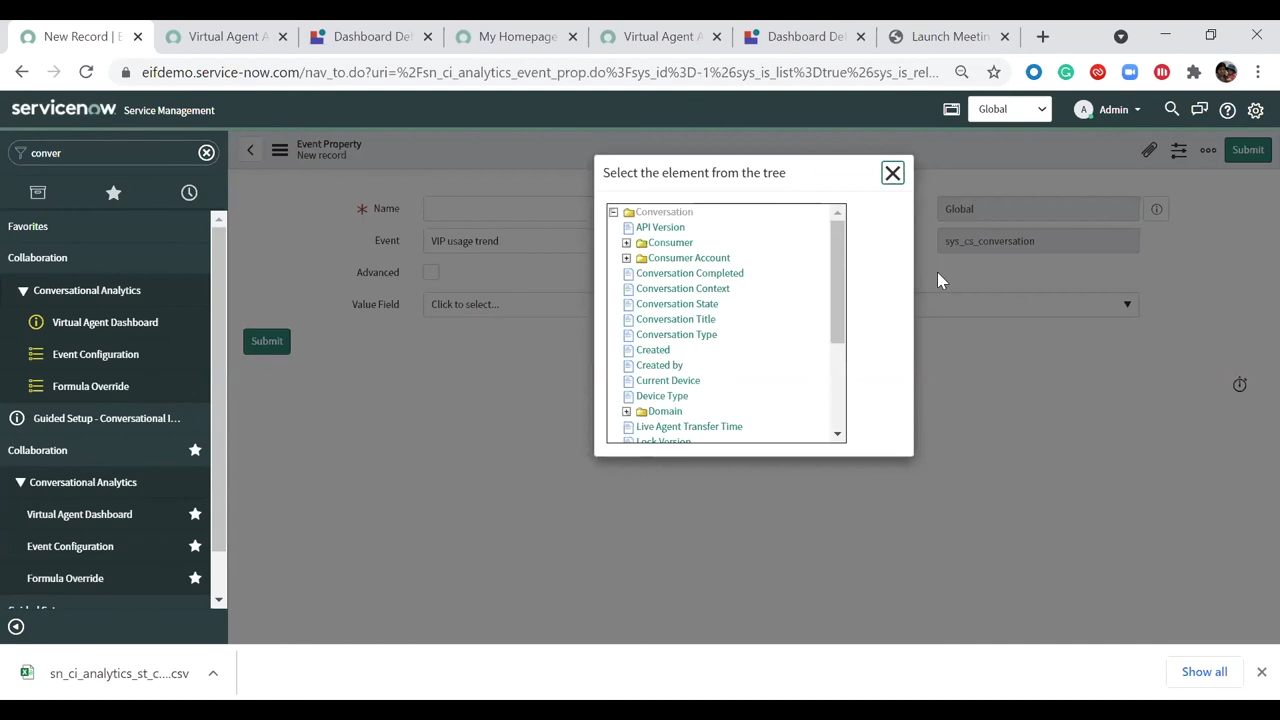 New Record | E
Virtual Agent A
Dashboard Del
My Homepage
Virtual Agent A
Dashboard Del
Launch Meetin
eifdemo.service-now.com/nav_to.do?uri=%2Fsn_ci_analytics_event_prop.do%3Fsys_id%3D-1%26sys_is_list%3Dtrue%26sys_is_rel...
servicenow Service Management
Global
A Admin
conver
Event Property
New record
Submit
Favorites
Collaboration
Conversational Analytics
Virtual Agent Dashboard
Event Configuration
Formula Override
Guided Setup - Conversational I...
Collaboration
Conversational Analytics
Virtual Agent Dashboard
Event Configuration
Formula Override
Name
Event
VIP usage trend
Advanced
Value Field
Click to select...
Submit
Global
sys_cs_conversation
Select the element from the tree
Conversation
API Version
Consumer
Consumer Account
Conversation Completed
Conversation Context
Conversation State
Conversation Title
Conversation Type
Created
Created by
Current Device
Device Type
Domain
Live Agent Transfer Time
Lock Version
sn_ci_analytics_st_c....csv
Show all